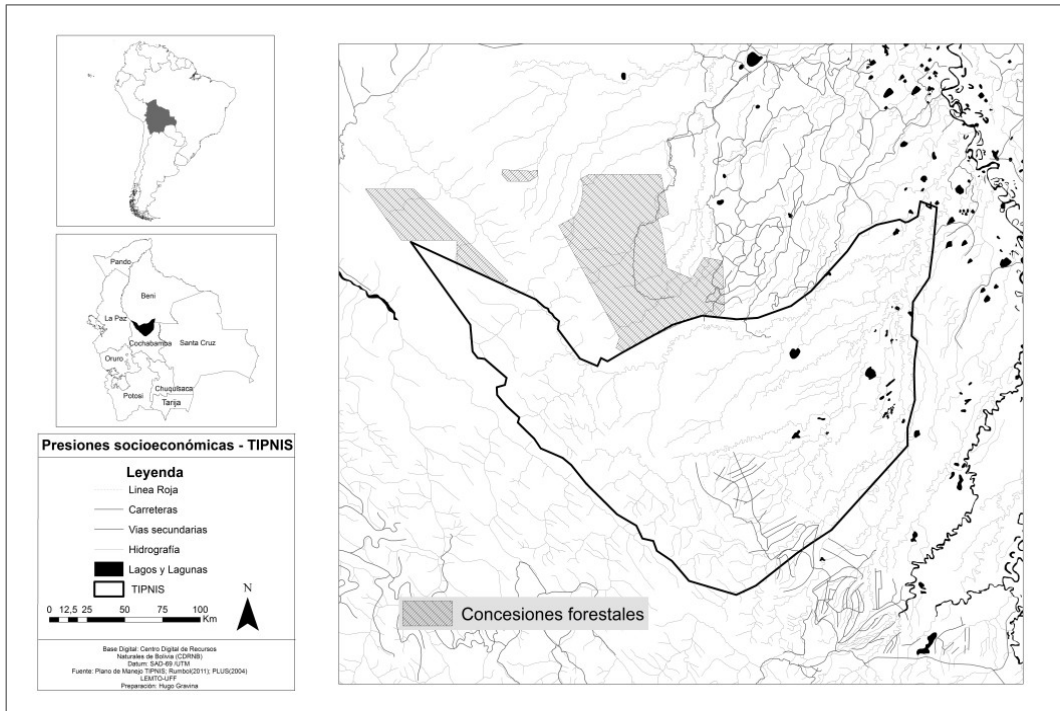 Pando
Beni
La Paz
Cochabamba
Santa Cruz
Oruro
Chuquisaca
Potosí
Tarija
Presiones socioeconómicas - TIPNIS
Leyenda
Linea Roja
Carreteras
Vias secundarias
Hidrografía
Lagos y Lagunas
TIPNIS
0 12,5 25 50 75 100
Km
N
Base Digital: Centro Digital de Recursos
Naturales de Bolivia (CDRNB)
Datum: SAD-69 /UTM
Fuente: Plano de Manejo TIPNIS; Rumbol(2011); PLUS(2004)
LEMTO-UFF
Preparación: Hugo Gravina
Concesiones forestales